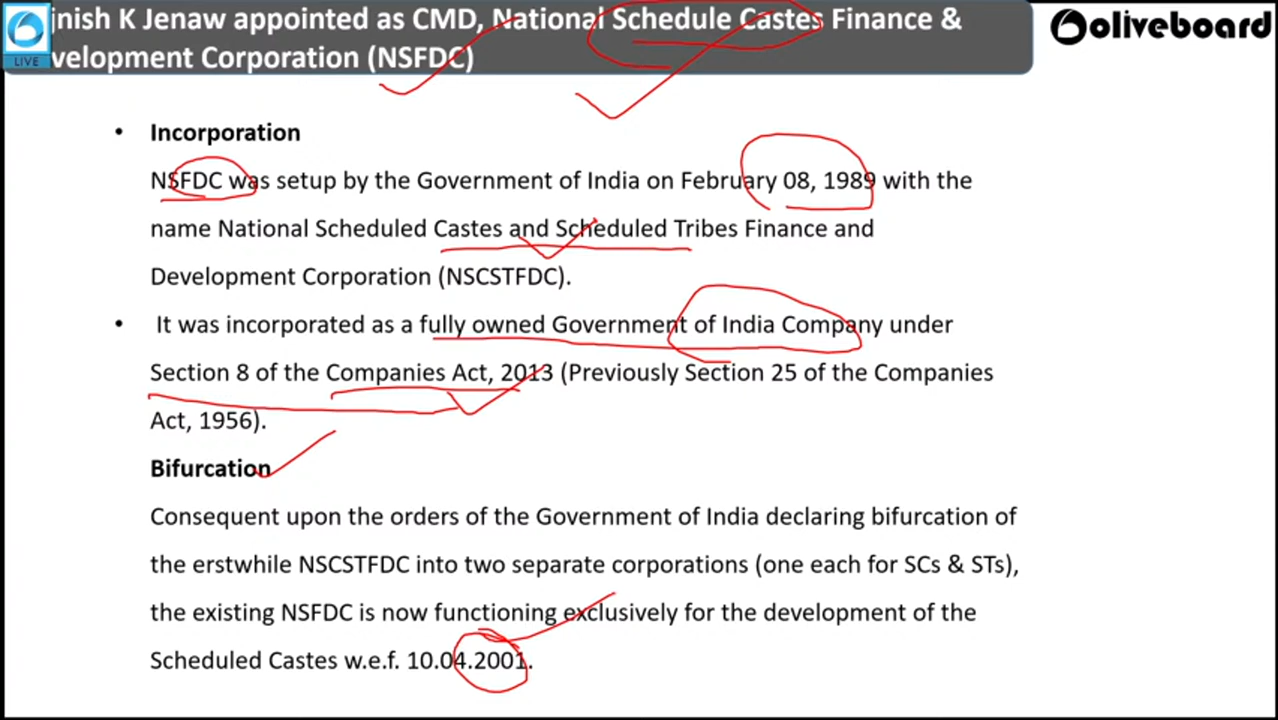 jnish K Jenaw appointed as CMD, National Schedule Castes Finance &
velopment Corporation (NSFDC)
LIVE
oliveboard
• Incorporation
NSFDC was setup by the Government of India on February 08, 1989 with the
name National Scheduled Castes and Scheduled Tribes Finance and
Development Corporation (NSCSTFDC).
• It was incorporated as a fully owned Government of India Company under
Section 8 of the Companies Act, 2013 (Previously Section 25 of the Companies
Act, 1956).
Bifurcation
Consequent upon the orders of the Government of India declaring bifurcation of
the erstwhile NSCSTFDC into two separate corporations (one each for SCs & STs),
the existing NSFDC is now functioning exclusively for the development of the
Scheduled Castes w.e.f. 10.04.2001.